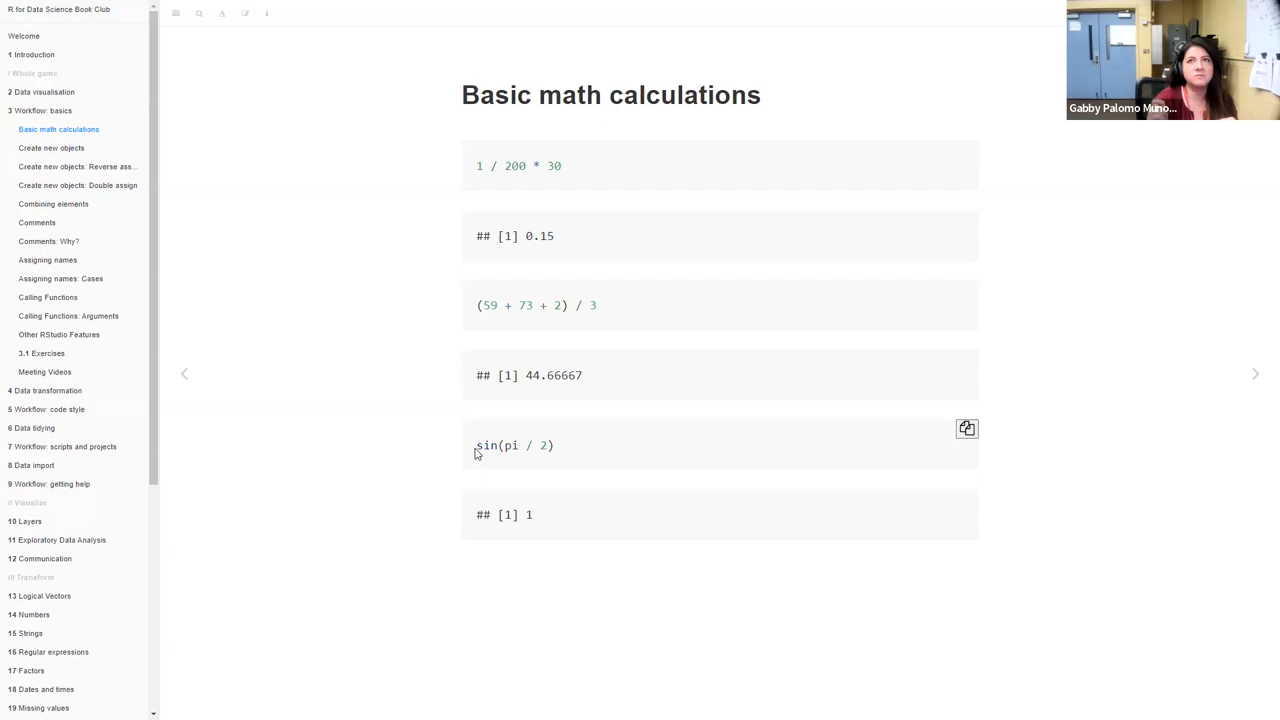 R for Data Science Book Club
Welcome
1 Introduction
I Whole game
2 Data visualisation
3 Workflow: basics
Basic math calculations
Create new objects
Create new objects: Reverse ass...
Create new objects: Double assign
Combining elements
Comments
Comments: Why?
Assigning names
Assigning names: Cases
Calling Functions
Calling Functions: Arguments
Other RStudio Features
3.1 Exercises
Meeting Videos
4 Data transformation
5 Workflow: code style
6 Data tidying
7 Workflow: scripts and projects
8 Data import
9 Workflow: getting help
II Visualize
10 Layers
11 Exploratory Data Analysis
12 Communication
III Transform
13 Logical Vectors
14 Numbers
15 Strings
16 Regular expressions
17 Factors
18 Dates and times
19 Missing values
Basic math calculations
1 / 200 * 30
## [1] 0.15
(59 + 73 + 2) / 3
## [1] 44.66667
sin(pi / 2)
## [1] 1
Gabby Palomo Muno...